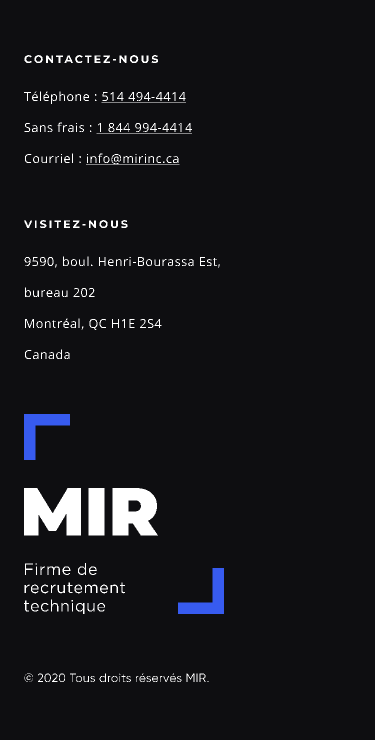 CONTACTEZ-NOUS
Téléphone : 514 494-4414
Sans frais : 1 844 994-4414
Courriel : info@mirinc.ca
VISITEZ-NOUS
9590, boul. Henri-Bourassa Est,
bureau 202
Montréal, QC H1E 2S4
Canada
MIR
Firme de
recrutement
technique
© 2020 Tous droits réservés MIR.